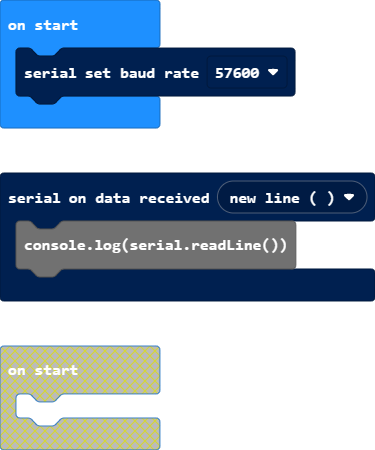 on start
serial set baud rate 57600
serial on data received new line ( )
console.log(serial.readLine())
on start